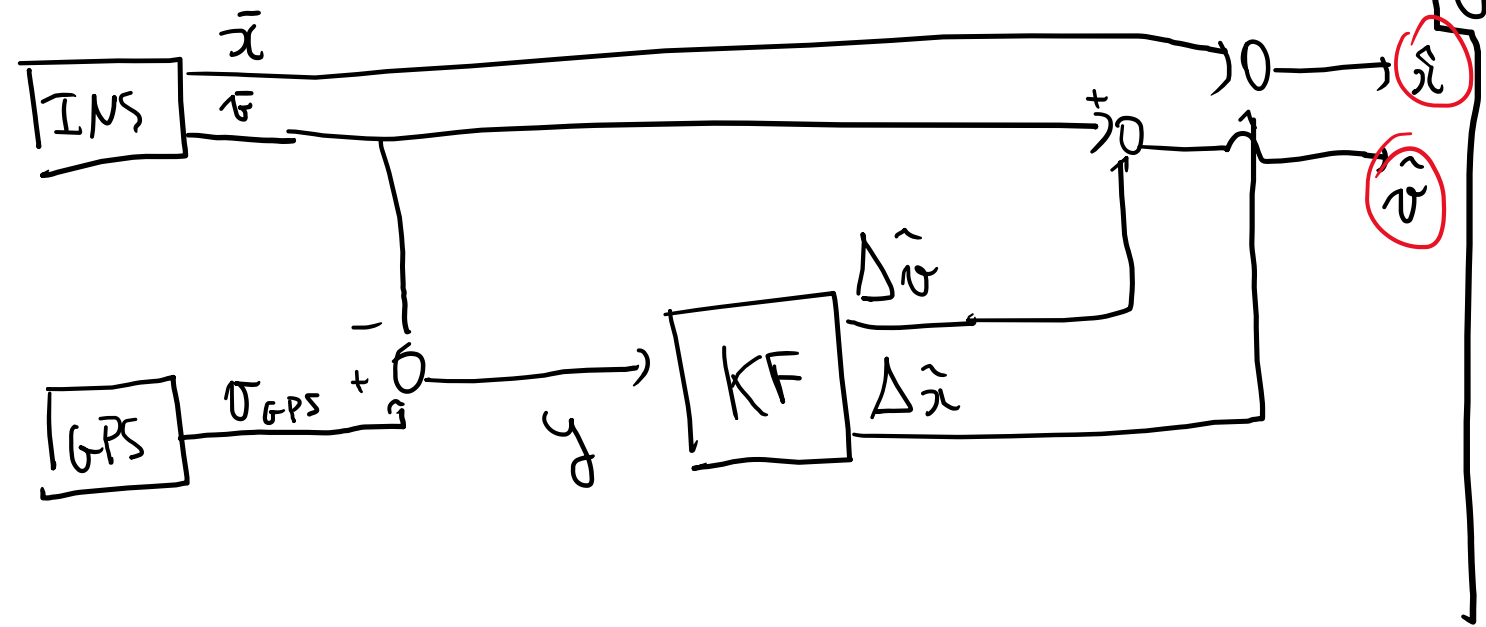 x̄
INS
v̄
+
x̂
v̂
Δv̂
−
+
v_GPS
GPS
y
KF
Δx̂